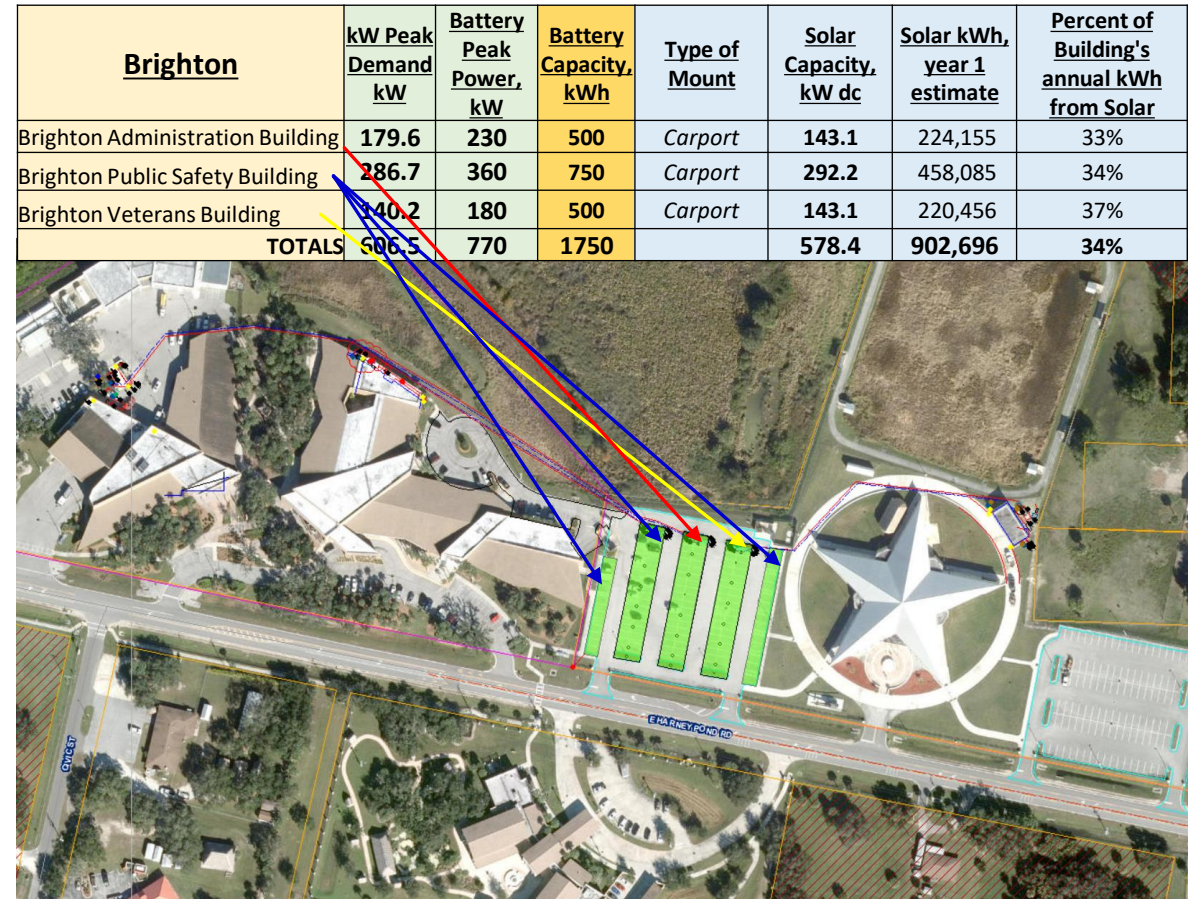 Brighton
kW Peak
Demand
kW
Battery
Peak
Power,
kW
Battery
Capacity,
kWh
Type of
Mount
Solar
Capacity,
kW dc
Solar kWh,
year 1
estimate
Percent of
Building's
annual kWh
from Solar
Brighton Administration Building 179.6 230 500 Carport 143.1 224,155 33%
Brighton Public Safety Building 286.7 360 750 Carport 292.2 458,085 34%
Brighton Veterans Building 140.2 180 500 Carport 143.1 220,456 37%
TOTALS 606.5 770 1750 578.4 902,696 34%
E HARNEY POND RD
QVIC ST